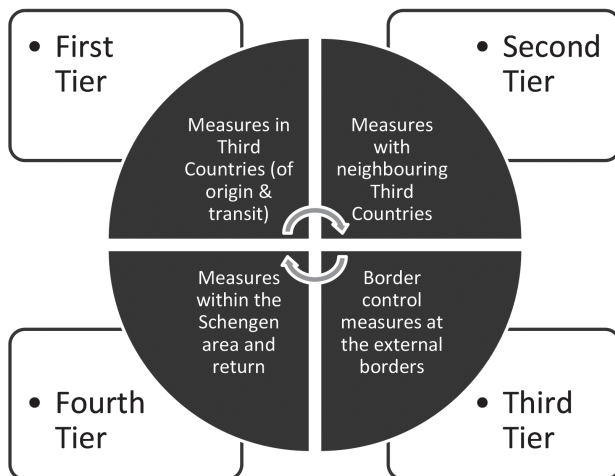 • First
Tier
Measures in
Third
Countries (of
origin &
transit)
• Second
Tier
Measures
with
neighbouring
Third
Countries
• Third
Tier
Border
control
measures at
the external
borders
• Fourth
Tier
Measures
within the
Schengen
area and
return